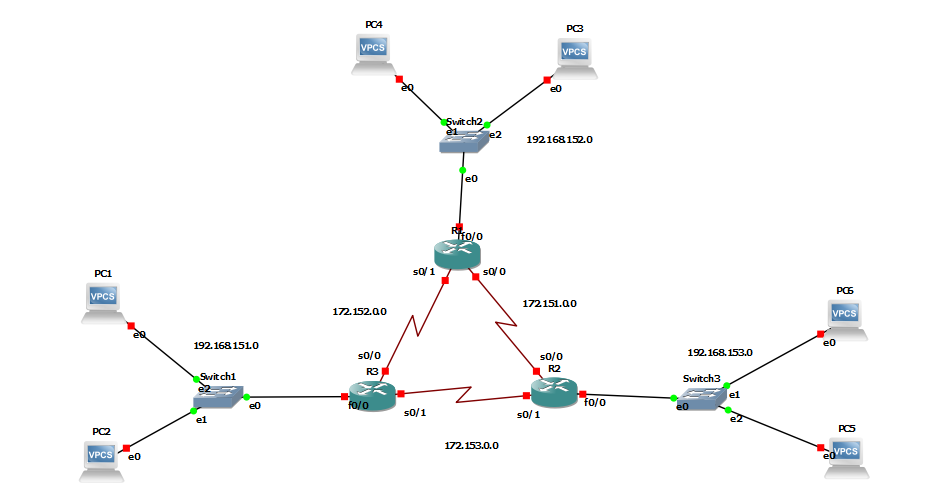 PC4
PC3
VPCS
VPCS
e0
e0
Switch2
e1
e2
192.168.152.0
e0
R1
f0/0
s0/1
s0/0
PC1
VPCS
PC6
VPCS
172.152.0.0
172.151.0.0
e0
e0
192.168.151.0
192.168.153.0
s0/0
s0/0
Switch1
R3
R2
Switch3
e2
e1
e0
f0/0
f0/0
e0
e1
s0/1
s0/1
e2
PC2
PC5
VPCS
VPCS
e0
e0
172.153.0.0